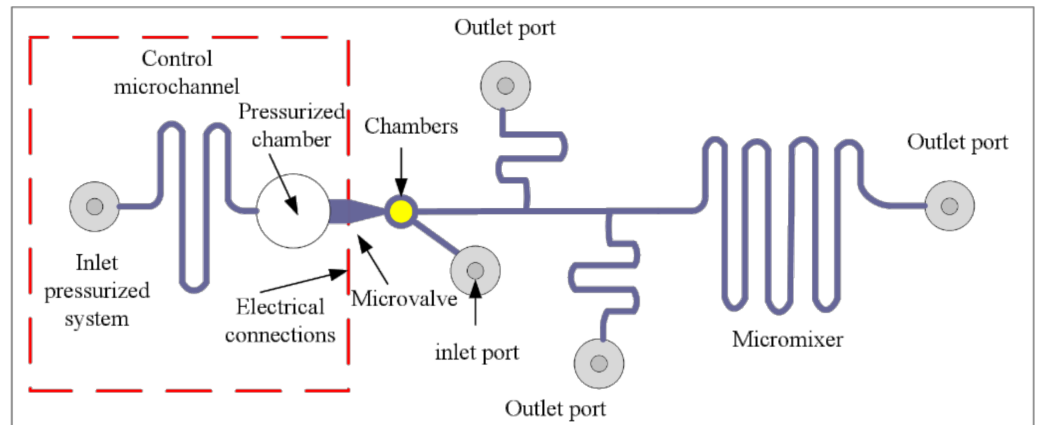 Outlet port
Control
microchannel
Pressurized
chamber
Chambers
Outlet port
Inlet
pressurized
system
Electrical
connections
Microvalve
inlet port
Micromixer
Outlet port